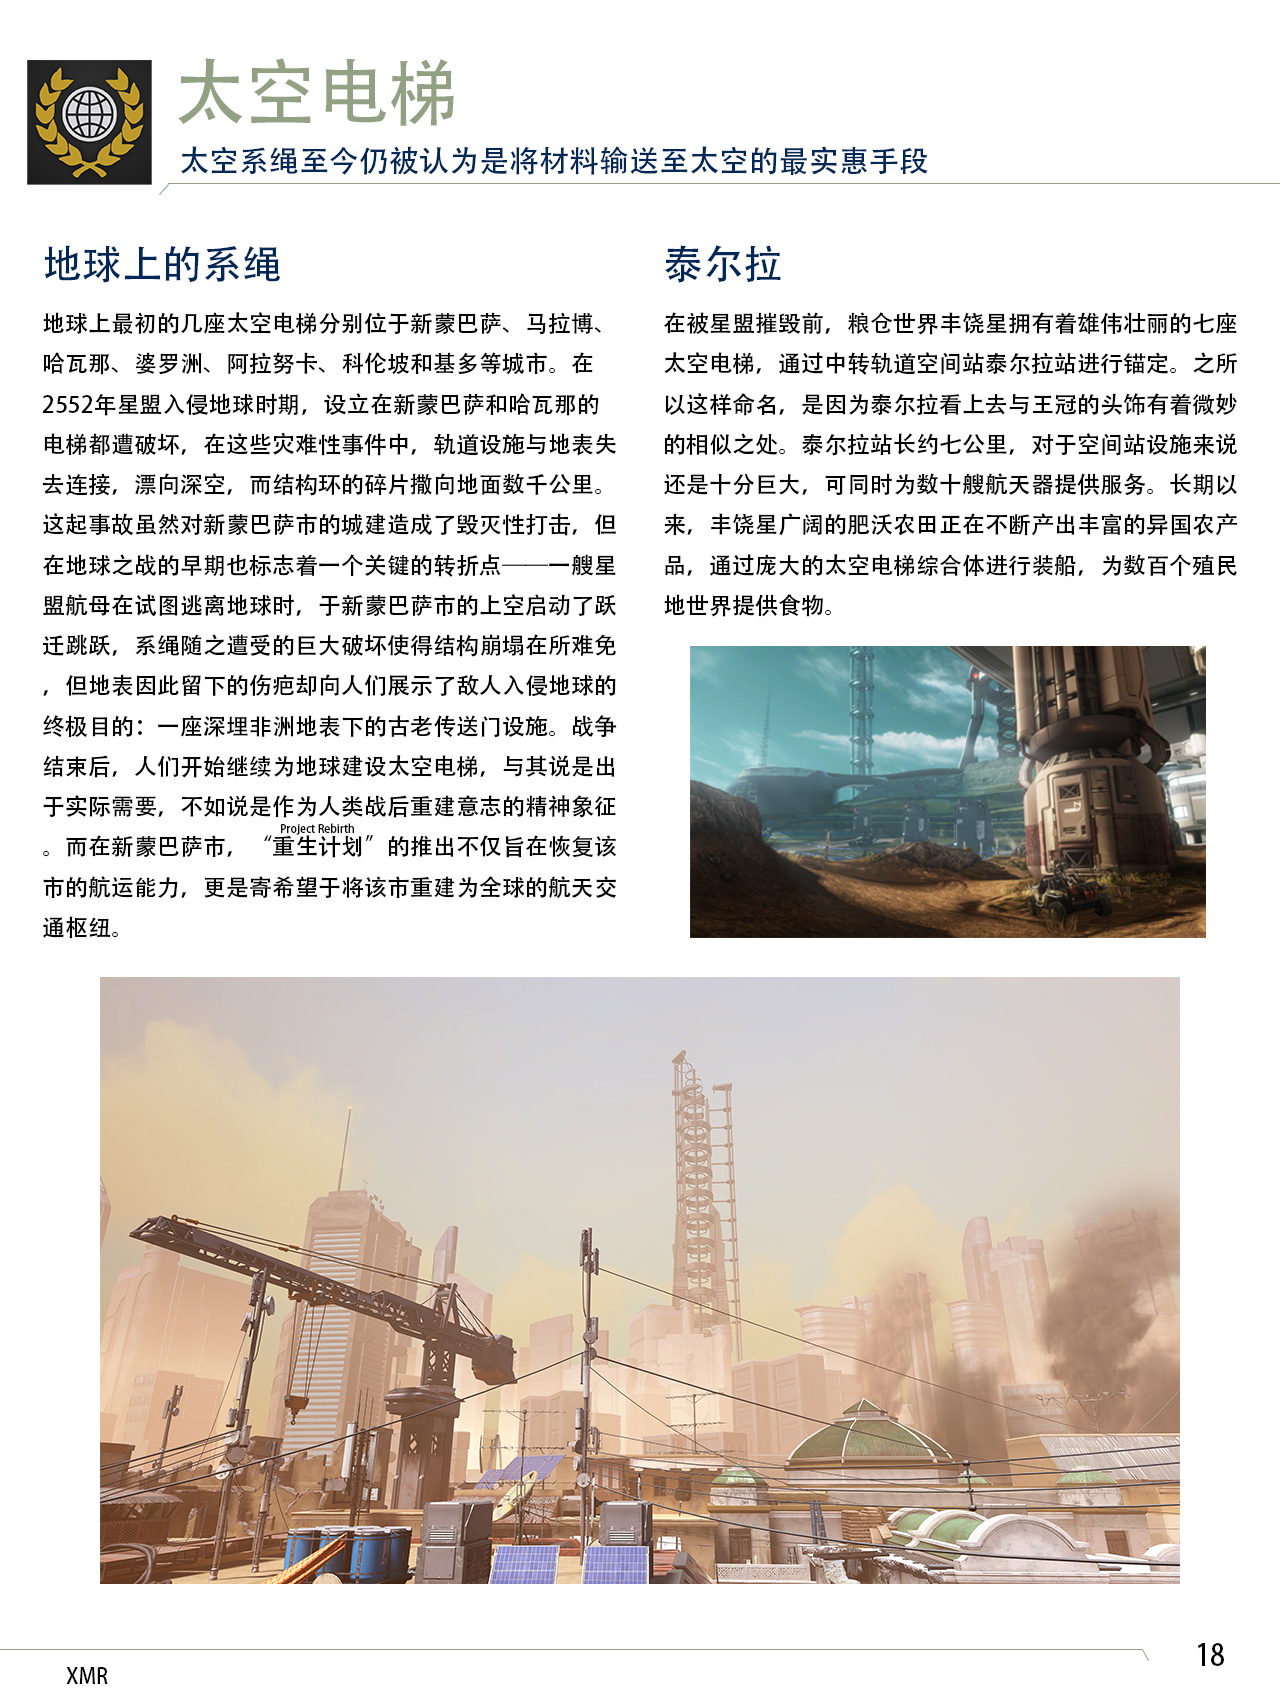 太空电梯
太空系绳至今仍被认为是将材料输送至太空的最实惠手段
地球上的系绳
地球上最初的几座太空电梯分别位于新蒙巴萨、马拉博、
哈瓦那、婆罗洲、阿拉努卡、科伦坡和基多等城市。在
2552年星盟入侵地球时期，设立在新蒙巴萨和哈瓦那的
电梯都遭破坏，在这些灾难性事件中，轨道设施与地表失
去连接，漂向深空，而结构环的碎片撒向地面数千公里。
这起事故虽然对新蒙巴萨市的城建造成了毁灭性打击，但
在地球之战的早期也标志着一个关键的转折点——一艘星
盟航母在试图逃离地球时，于新蒙巴萨市的上空启动了跃
迁跳跃，系绳随之遭受的巨大破坏使得结构崩塌在所难免
，但地表因此留下的伤疤却向人们展示了敌人入侵地球的
终极目的：一座深埋非洲地表下的古老传送门设施。战争
结束后，人们开始继续为地球建设太空电梯，与其说是出
于实际需要，不如说是作为人类战后重建意志的精神象征
Project Rebirth
。而在新蒙巴萨市，“重生计划”的推出不仅旨在恢复该
市的航运能力，更是寄希望于将该市重建为全球的航天交
通枢纽。
泰尔拉
在被星盟摧毁前，粮仓世界丰饶星拥有着雄伟壮丽的七座
太空电梯，通过中转轨道空间站泰尔拉站进行锚定。之所
以这样命名，是因为泰尔拉看上去与王冠的头饰有着微妙
的相似之处。泰尔拉站长约七公里，对于空间站设施来说
还是十分巨大，可同时为数十艘航天器提供服务。长期以
来，丰饶星广阔的肥沃农田正在不断产出丰富的异国农产
品，通过庞大的太空电梯综合体进行装船，为数百个殖民
地世界提供食物。
18
XMR